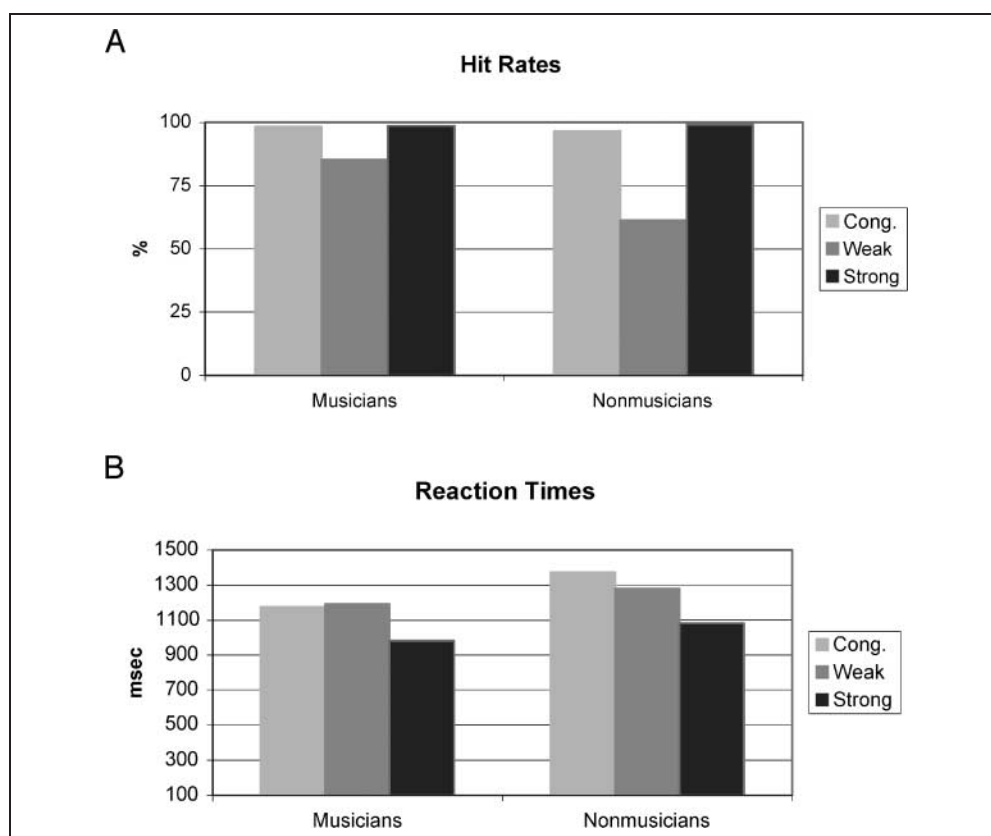 A
Hit Rates
100
75
50
25
0
%
Musicians Nonmusicians
Cong.
Weak
Strong
B
Reaction Times
1500
1300
1100
900
700
500
300
100
msec
Musicians Nonmusicians
Cong.
Weak
Strong